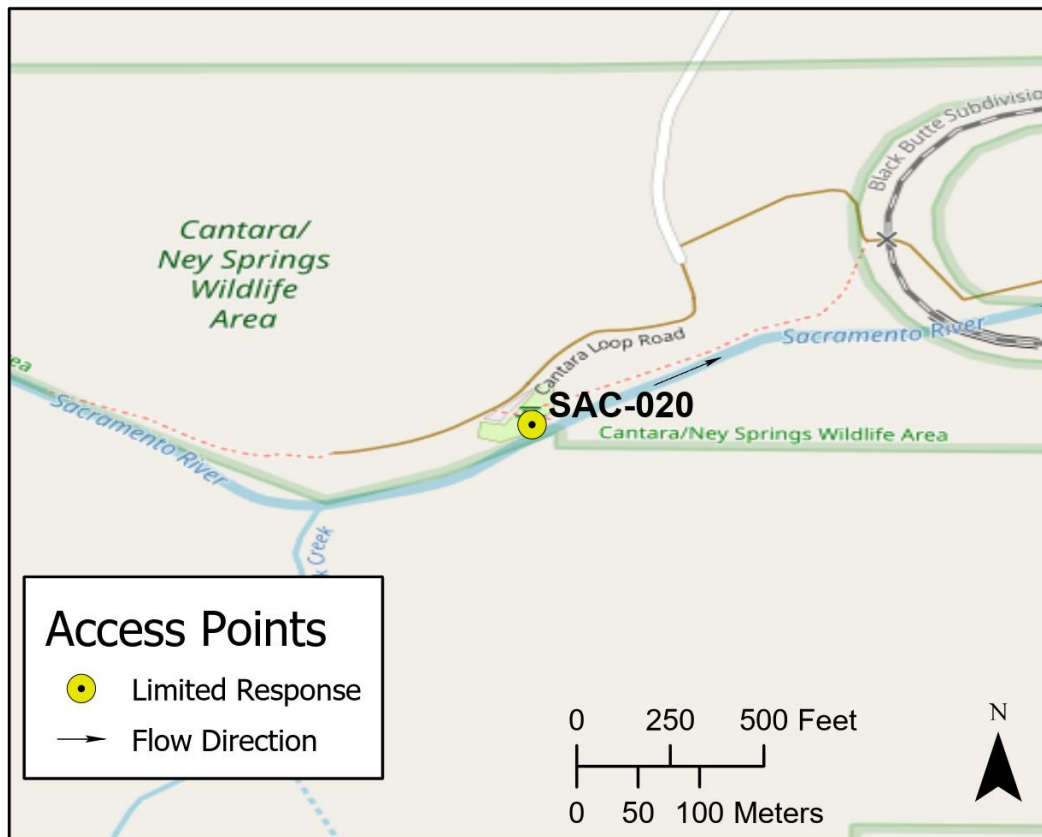 Black Butte Subdivision
Cantara/
Ney Springs
Wildlife
Area
Cantara Loop Road
Sacramento River
SAC-020
Cantara/Ney Springs Wildlife Area
Sacramento River
Creek
Access Points
Limited Response
Flow Direction
0 250 500 Feet
0 50 100 Meters
N